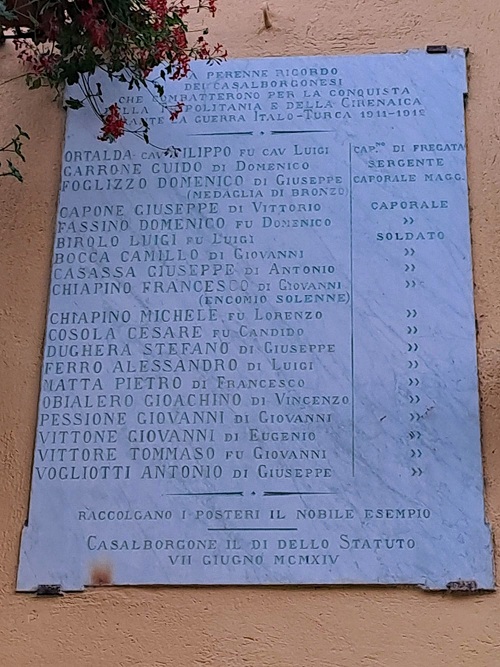 A PERENNE RICORDO
DEI CASALBORGONESI
CHE COMBATTERONO PER LA CONQUISTA
DELLA TRIPOLITANIA E DELLA CIRENAICA
DURANTE LA GUERRA ITALO-TURCA 1911-1912
ORTALDA CAV. FILIPPO FU CAV LUIGI CAP.NO DI FREGATA
GARRONE GUIDO DI DOMENICO SERGENTE
FOGLIZZO DOMENICO DI GIUSEPPE CAPORALE MAGG.
(MEDAGLIA DI BRONZO)
CAPONE GIUSEPPE DI VITTORIO CAPORALE
FASSINO DOMENICO FU DOMENICO »
BIROLO LUIGI FU LUIGI SOLDATO
BOCCA CAMILLO DI GIOVANNI »
CASASSA GIUSEPPE DI ANTONIO »
CHIAPINO FRANCESCO DI GIOVANNI »
(ENCOMIO SOLENNE)
CHIAPINO MICHELE FU LORENZO »
COSOLA CESARE FU CANDIDO »
DUGHERA STEFANO DI GIUSEPPE »
FERRO ALESSANDRO DI LUIGI »
MATTA PIETRO DI FRANCESCO »
OBIALERO GIOACHINO DI VINCENZO »
PESSIONE GIOVANNI DI GIOVANNI »
VITTONE GIOVANNI DI EUGENIO »
VITTORE TOMMASO FU GIOVANNI »
VOGLIOTTI ANTONIO DI GIUSEPPE »
RACCOLGANO I POSTERI IL NOBILE ESEMPIO
CASALBORGONE IL DI DELLO STATUTO
VII GIUGNO MCMXIV